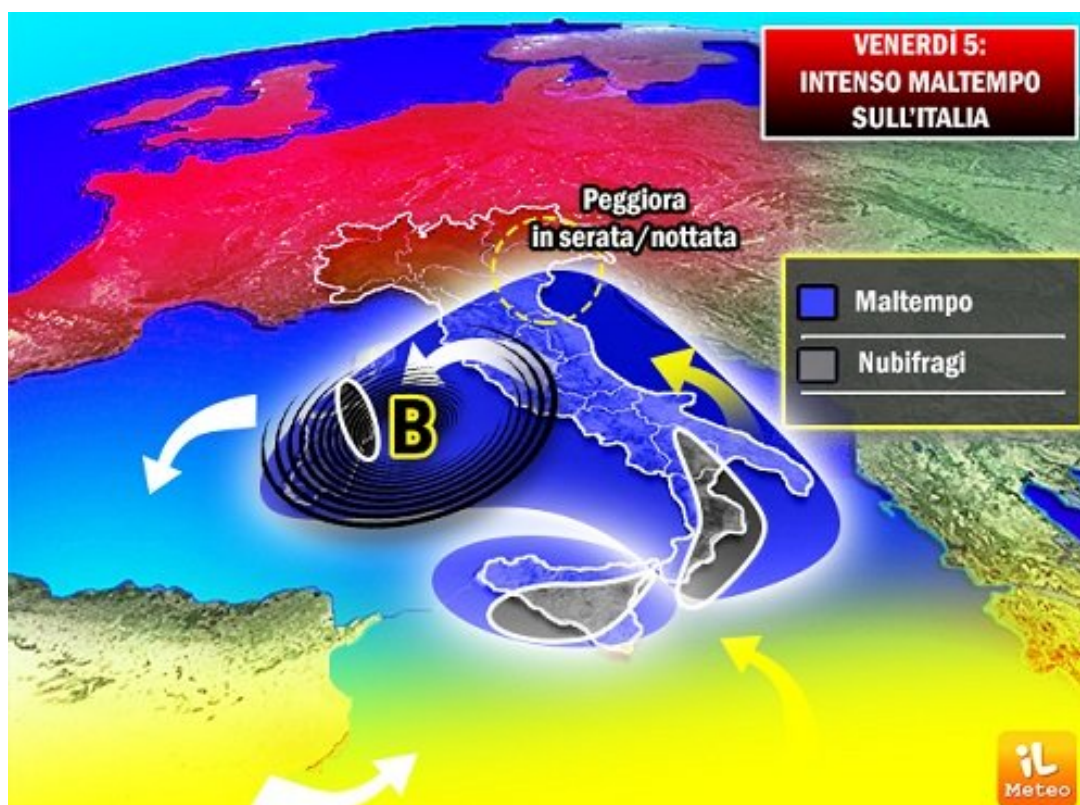 VENERDÌ 5:
INTENSO MALTEMPO
SULL'ITALIA
Peggiora
in serata/nottata
Maltempo
Nubifragi
B
iL
Meteo